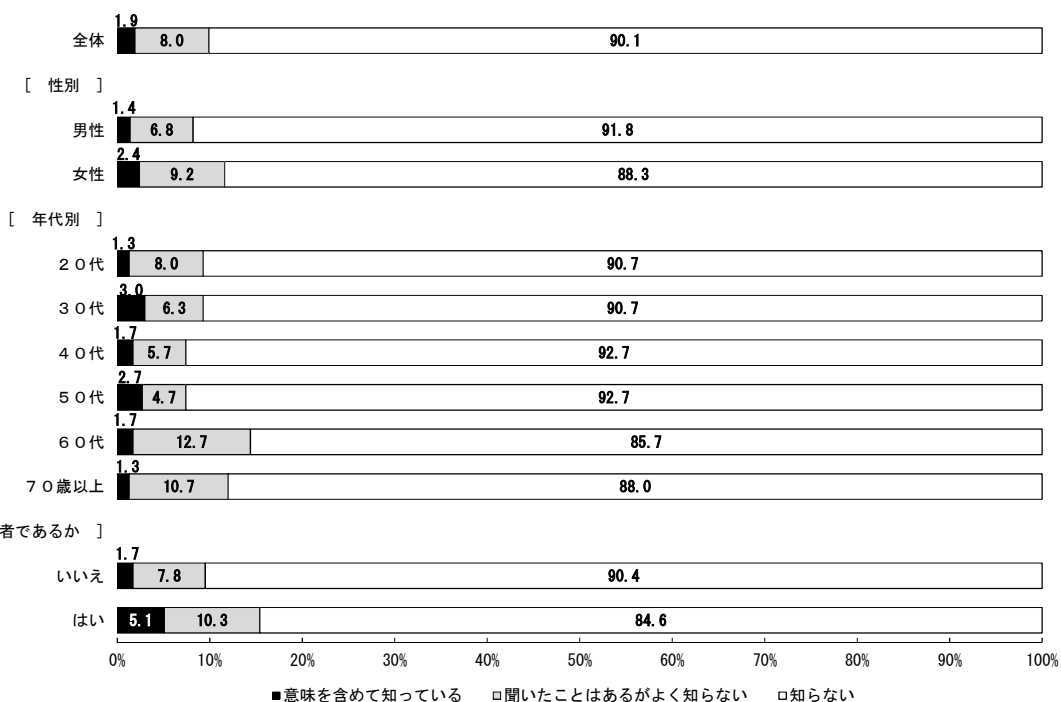 1.9
全体 8.0 90.1
[ 性別 ]
1.4
男性 6.8 91.8
2.4
女性 9.2 88.3
[ 年代別 ]
1.3
２０代 8.0 90.7
3.0
３０代 6.3 90.7
1.7
４０代 5.7 92.7
2.7
５０代 4.7 92.7
1.7
６０代 12.7 85.7
1.3
７０歳以上 10.7 88.0
者であるか ]
1.7
いいえ 7.8 90.4
はい 5.1 10.3 84.6
0% 10% 20% 30% 40% 50% 60% 70% 80% 90% 100%
■意味を含めて知っている □聞いたことはあるがよく知らない □知らない